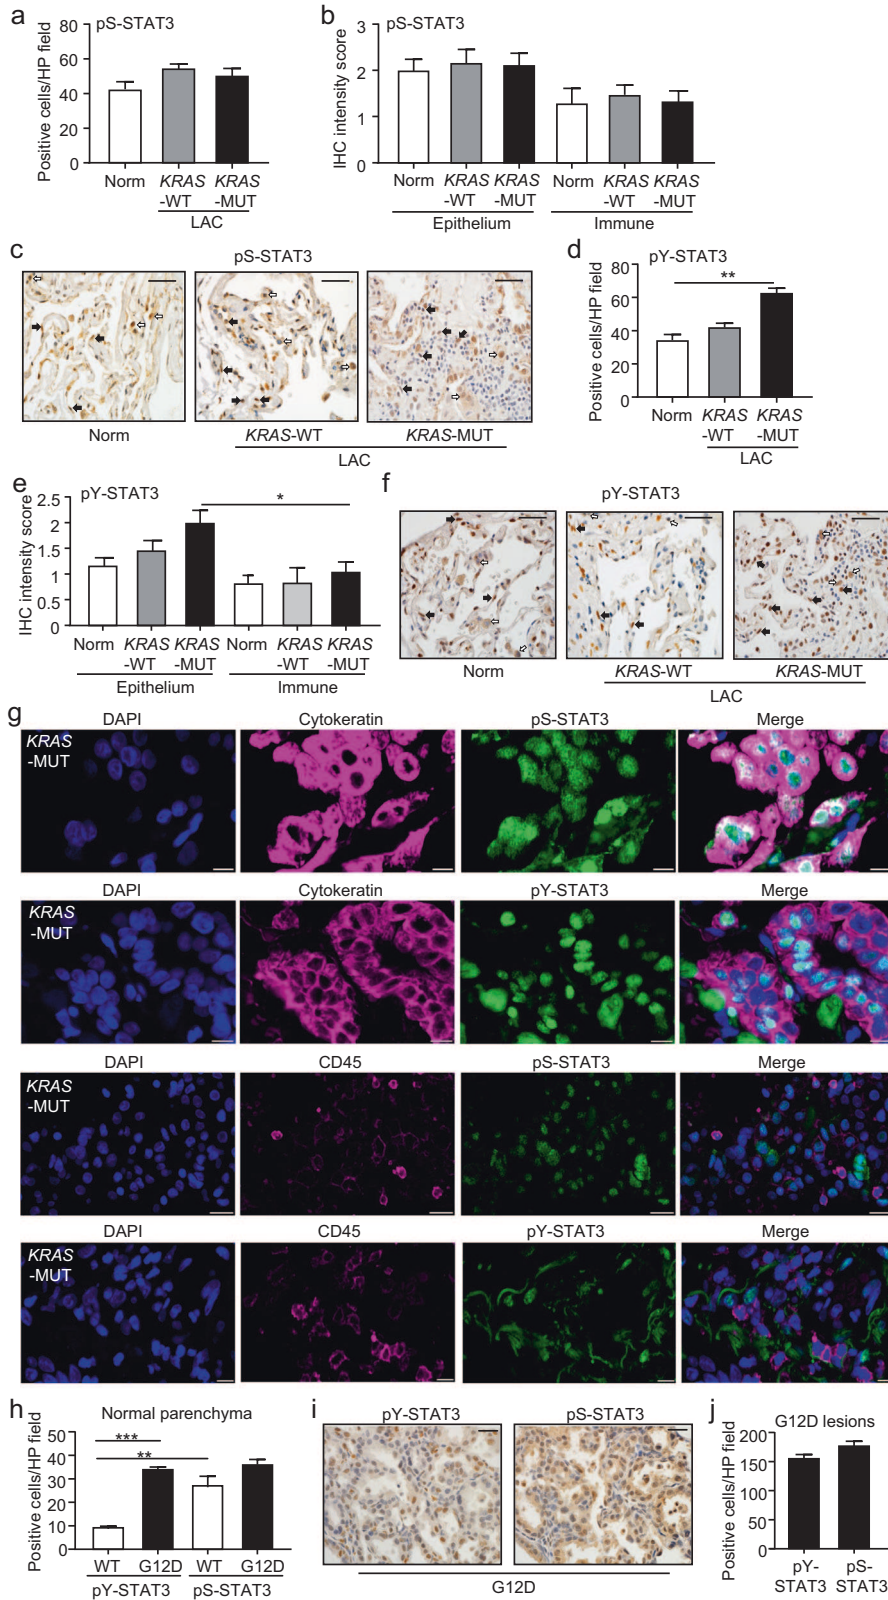 a
pS-STAT3
Positive cells/HP field
80
60
40
20
0
Norm
KRAS
-WT
KRAS
-MUT
LAC
b
pS-STAT3
IHC intensity score
3
2
1
0
Norm
KRAS
-WT
KRAS
-MUT
Norm
KRAS
-WT
KRAS
-MUT
Epithelium
Immune
c
pS-STAT3
Norm
KRAS-WT
KRAS-MUT
LAC
d
pY-STAT3
Positive cells/HP field
80
60
40
20
0
**
Norm
KRAS
-WT
KRAS
-MUT
LAC
e
pY-STAT3
IHC intensity score
2.5
2
1.5
1
0.5
0
*
Norm
KRAS
-WT
KRAS
-MUT
Norm
KRAS
-WT
KRAS
-MUT
Epithelium
Immune
f
pY-STAT3
Norm
KRAS-WT
KRAS-MUT
LAC
g
DAPI
Cytokeratin
pS-STAT3
Merge
KRAS
-MUT
DAPI
Cytokeratin
pY-STAT3
Merge
KRAS
-MUT
DAPI
CD45
pS-STAT3
Merge
KRAS
-MUT
DAPI
CD45
pY-STAT3
Merge
KRAS
-MUT
h
Normal parenchyma
Positive cells/HP field
50
40
30
20
10
0
***
**
WT
G12D
WT
G12D
pY-STAT3
pS-STAT3
i
pY-STAT3
pS-STAT3
G12D
j
G12D lesions
Positive cells/HP field
200
150
100
50
0
pY-
STAT3
pS-
STAT3